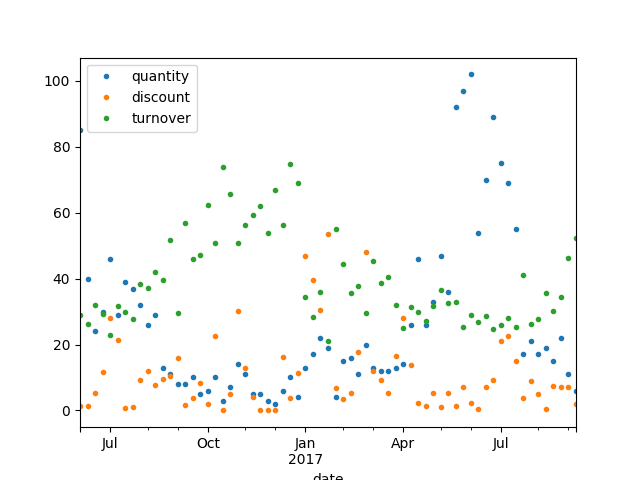 100
80
60
40
20
0
quantity
discount
turnover
Jul
Oct
Jan
2017
Apr
Jul
date